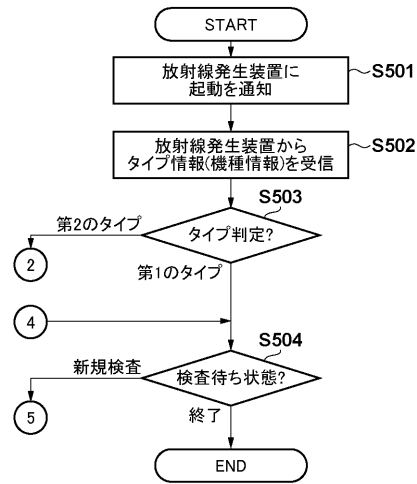 START
放射線発生装置に
起動を通知
S501
放射線発生装置から
タイプ情報(機種情報)を受信
S502
S503
タイプ判定?
第2のタイプ
2
第1のタイプ
4
S504
検査待ち状態?
新規検査
5
終了
END